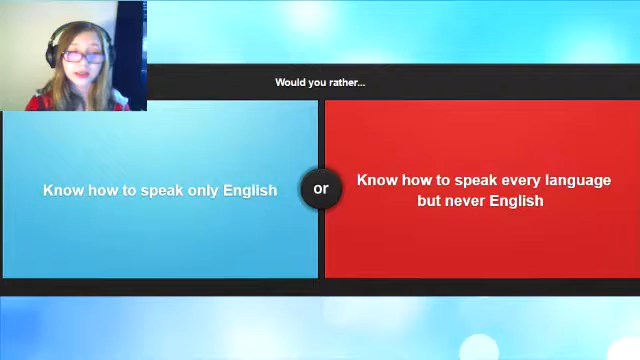 Would you rather...
Know how to speak only English
or
Know how to speak every language
but never English